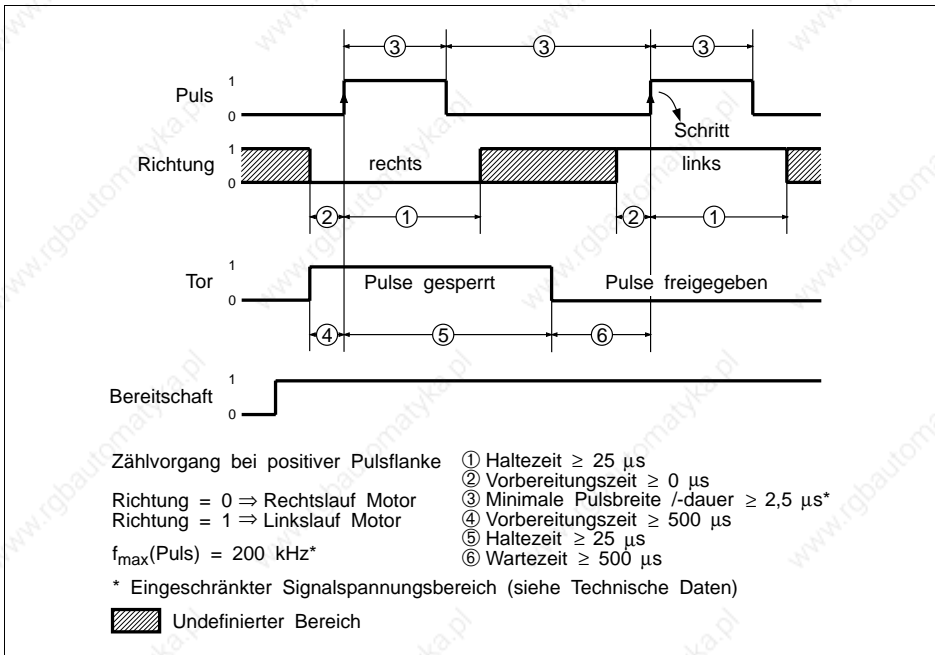 ③ ③ ③
Puls 1 0
Schritt
Richtung 1 0 rechts links
② ① ② ①
Tor 1 0 Pulse gesperrt Pulse freigegeben
④ ⑤ ⑥
Bereitschaft 1 0
Zählvorgang bei positiver Pulsflanke
Richtung = 0 ⇒ Rechtslauf Motor
Richtung = 1 ⇒ Linkslauf Motor
fmax(Puls) = 200 kHz*
① Haltezeit ≥ 25 µs
② Vorbereitungszeit ≥ 0 µs
③ Minimale Pulsbreite /-dauer ≥ 2,5 µs*
④ Vorbereitungszeit ≥ 500 µs
⑤ Haltezeit ≥ 25 µs
⑥ Wartezeit ≥ 500 µs
* Eingeschränkter Signalspannungsbereich (siehe Technische Daten)
Undefinierter Bereich
www.rgbautomatyka.pl